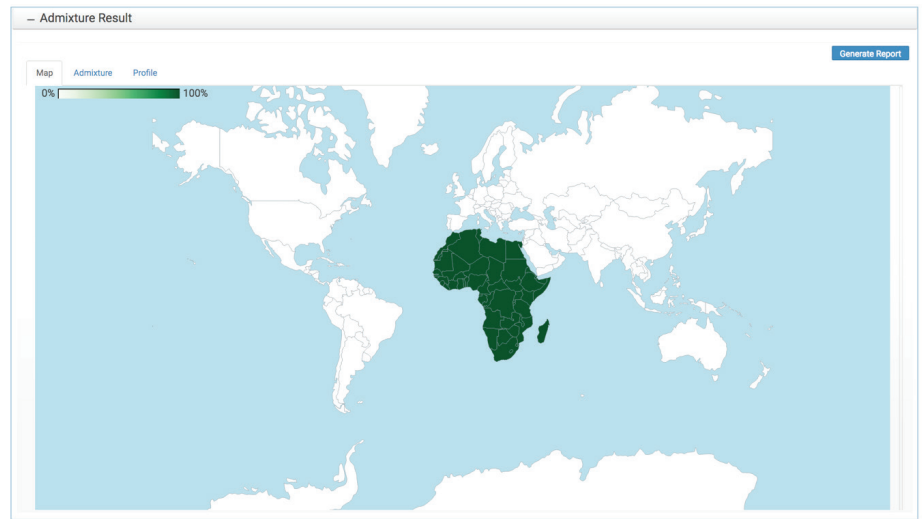 – Admixture Result
Generate Report
Map Admixture Profile
0% 100%